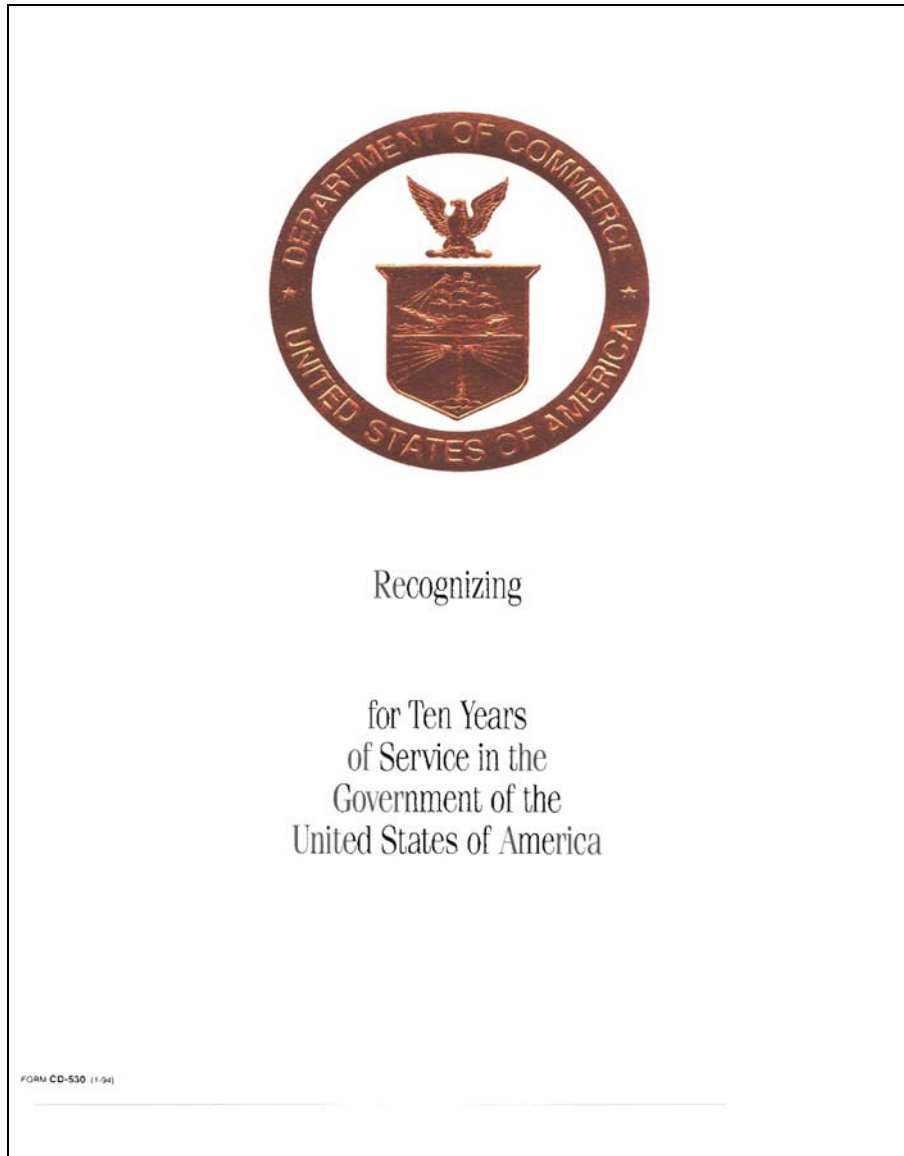 ★ DEPARTMENT OF COMMERCE ★
UNITED STATES OF AMERICA
Recognizing
for Ten Years
of Service in the
Government of the
United States of America
FORM CD-530 (1-94)